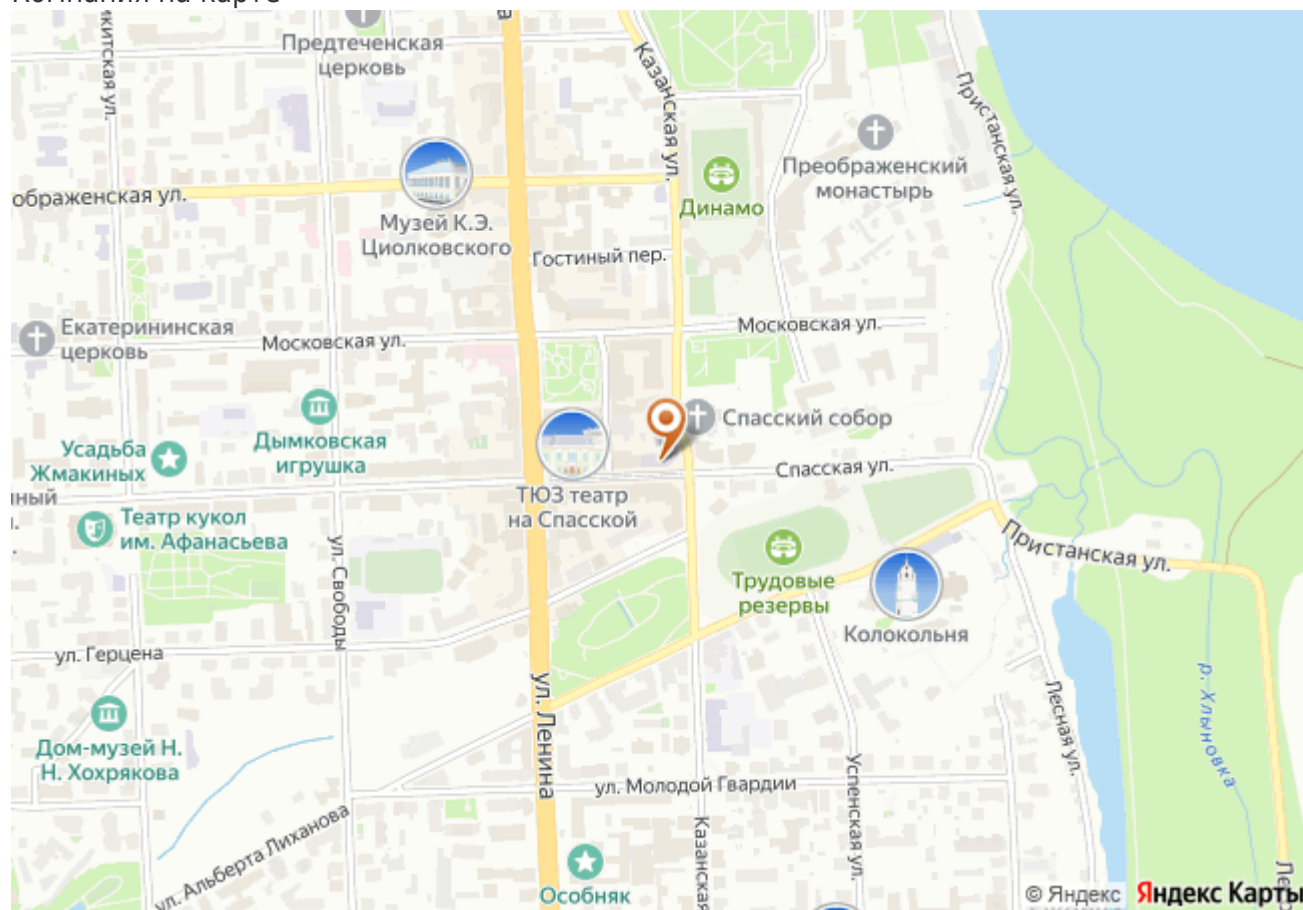 Компания на карте
Предтеченская
церковь
Казанская ул.
Пристанская ул.
Преображенский
монастырь
Динамо
ображенская ул.
Музей К.Э.
Циолковского
Гостиный пер.
Екатерининская
церковь
Московская ул.
Московская ул.
Спасский собор
Усадьба
Жмакиных
Дымковская
игрушка
Спасская ул.
ТЮЗ театр
на Спасской
Театр кукол
им. Афанасьева
ул. Свободы
Трудовые
резервы
Пристанская ул.
Колокольня
ул. Герцена
ул. Ленина
Дом-музей Н.
Н. Хохрякова
Лесная ул.
р. Хлыновка
ул. Молодой Гвардии
Успенская ул.
ул. Альберта Лиханова
Казанская
Особняк
© Яндекс Яндекс Карты